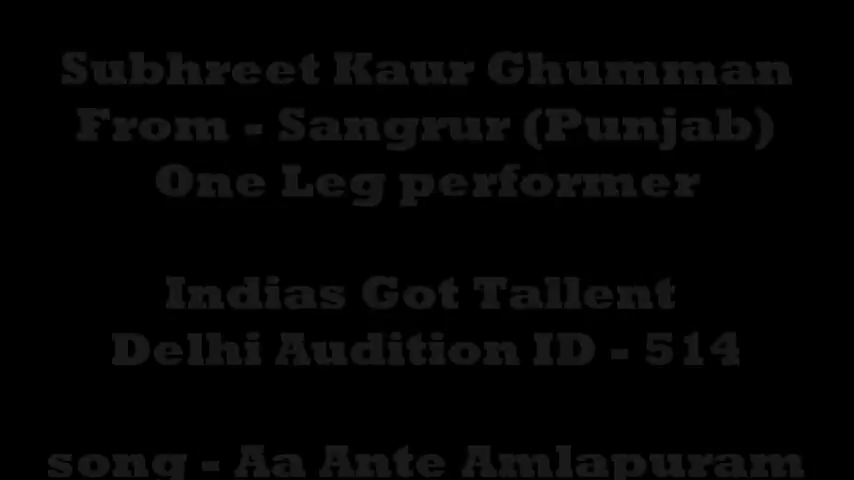 Subhreet Kaur Ghumman
From - Sangrur (Punjab)
One Leg performer
Indias Got Tallent
Delhi Audition ID - 514
song - Aa Ante Amlapuram